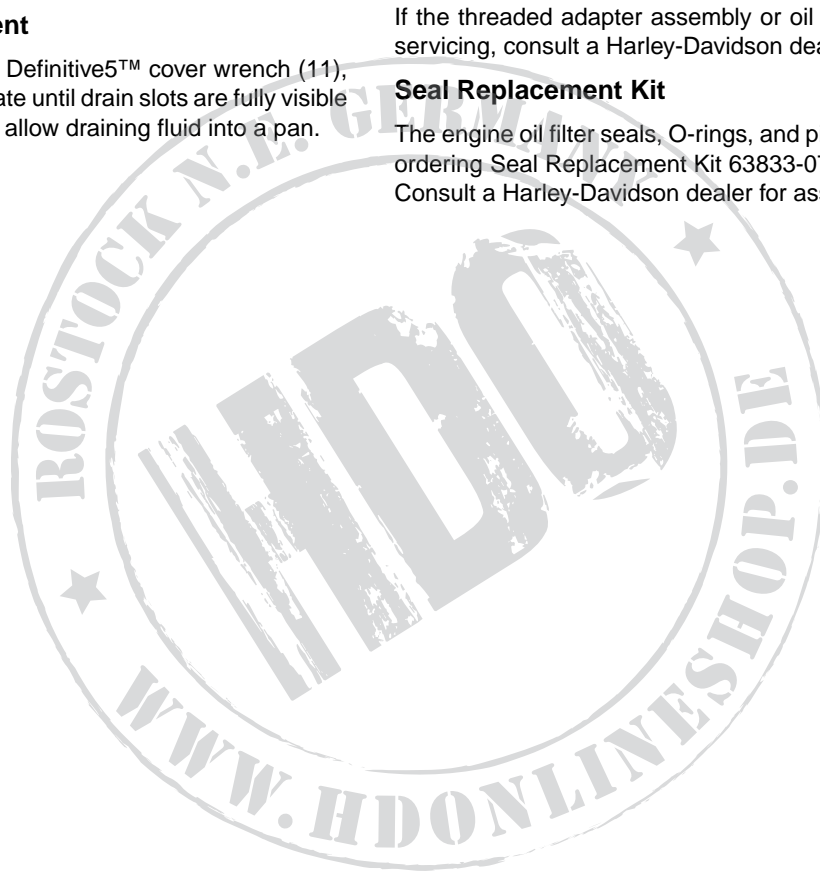 ent
Definitive5™ cover wrench (11),
ate until drain slots are fully visible
allow draining fluid into a pan.
If the threaded adapter assembly or oil
servicing, consult a Harley-Davidson dea
Seal Replacement Kit
The engine oil filter seals, O-rings, and p
ordering Seal Replacement Kit 63833-07
Consult a Harley-Davidson dealer for ass
ROSTOCK N.E. GERMANY
HDO
WWW.HDONLINESHOP.DE